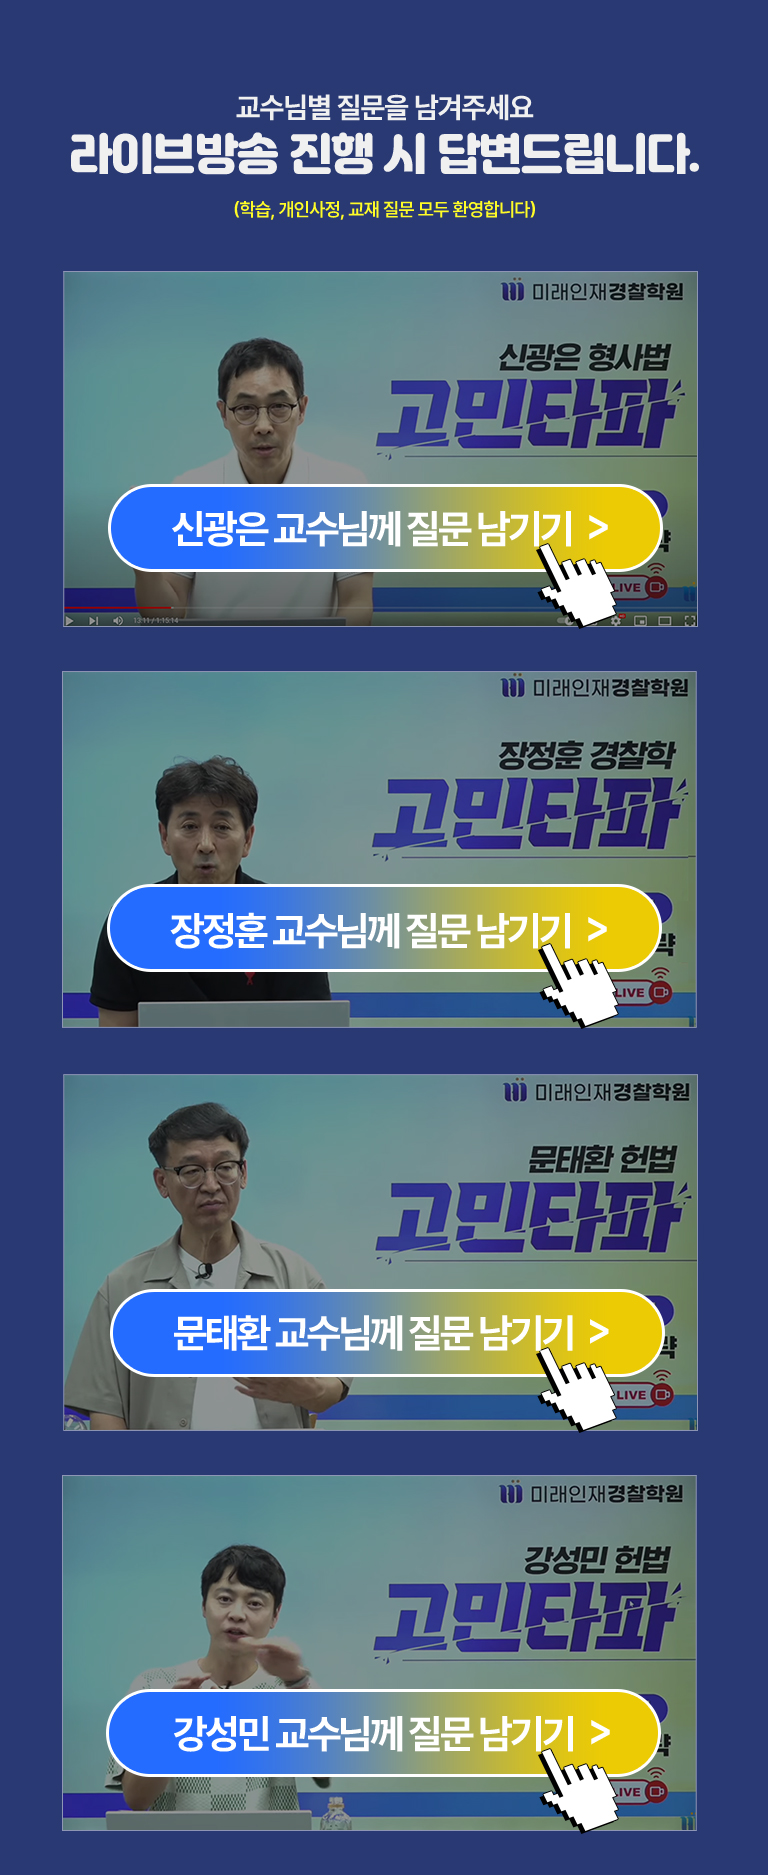 교수님별 질문을 남겨주세요
라이브방송 진행 시 답변드립니다.
(학습, 개인사정, 교재 질문 모두 환영합니다)
미래인재경찰학원
신광은 형사법
고민타파
신광은 교수님께 질문 남기기 >
LIVE
13:11 / 1:15:14
미래인재경찰학원
장정훈 경찰학
고민타파
장정훈 교수님께 질문 남기기 >
략
LIVE
미래인재경찰학원
문태환 헌법
고민타파
문태환 교수님께 질문 남기기 >
략
LIVE
미래인재경찰학원
강성민 헌법
고민타파
강성민 교수님께 질문 남기기 >
LIVE